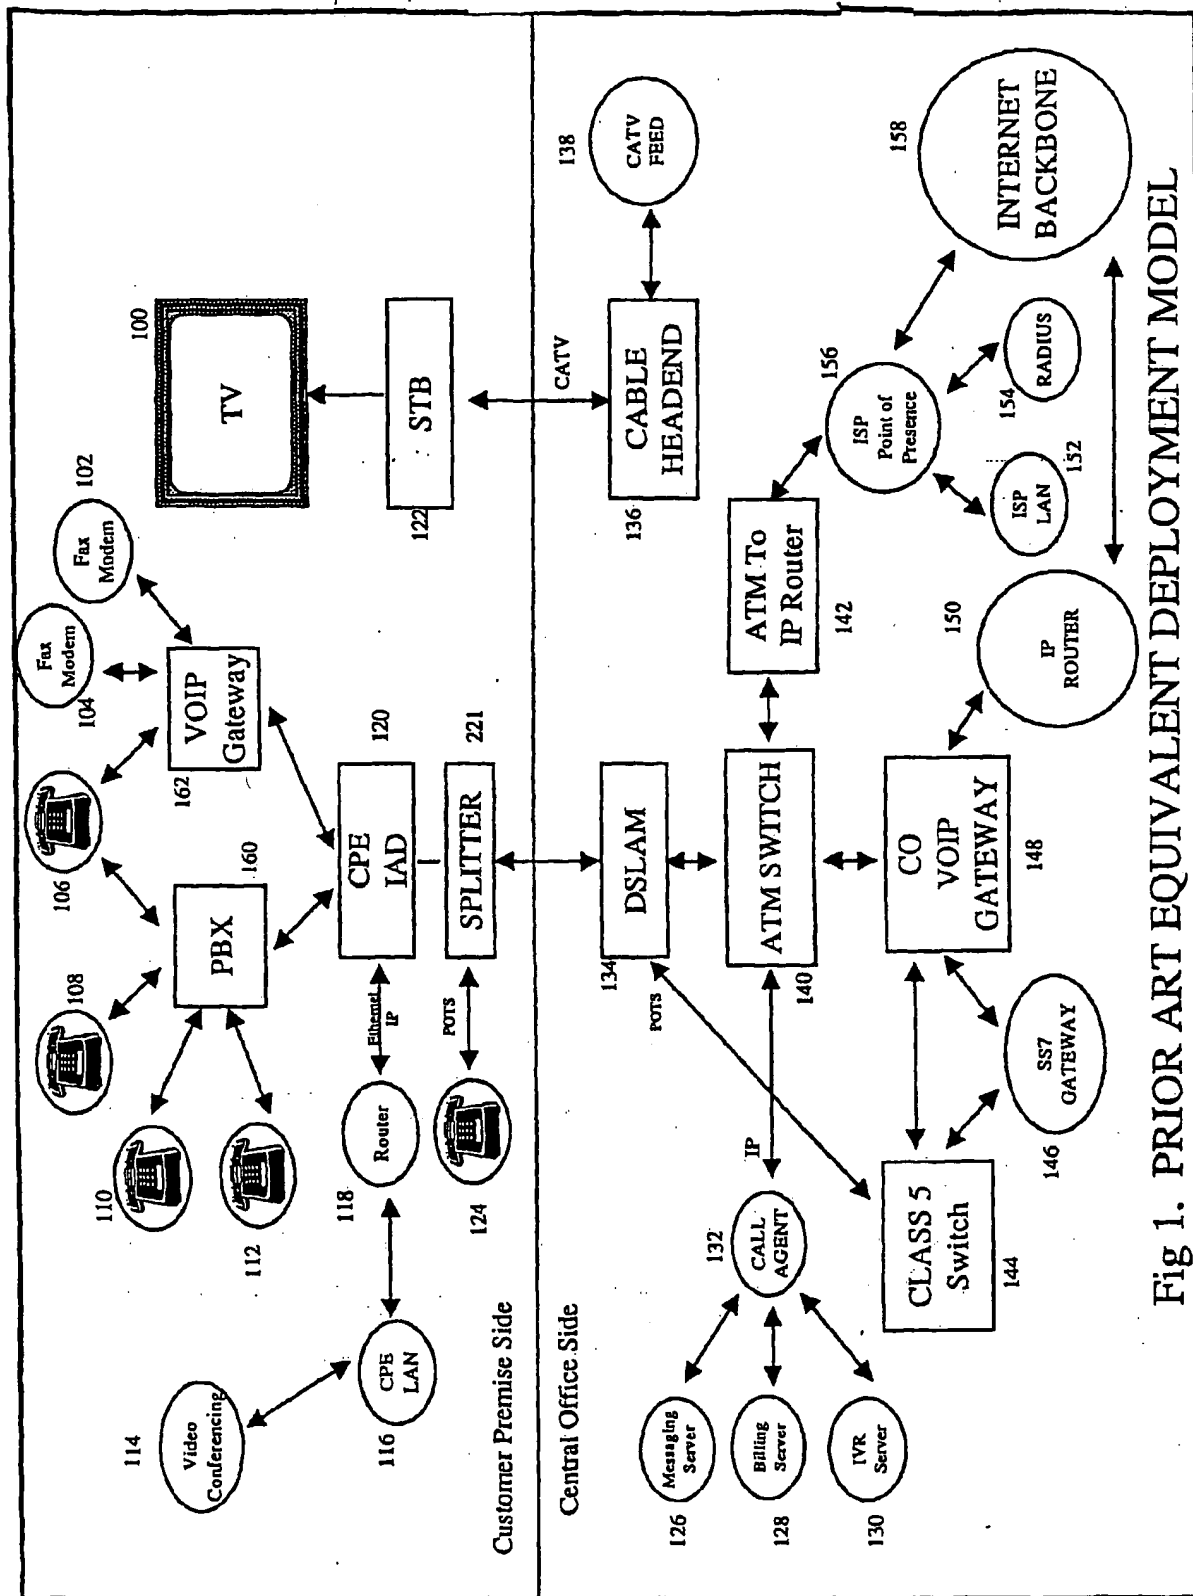 114
Video
Conferencing
110
108
106
104
Fax
Modem
Fax
Modem
102
112
PBX
160
162
VOIP
Gateway
TV
100
116
CPE
LAN
118
Router
Ethernet
IP
CPE
IAD
120
122
STB
124
POTS
SPLITTER
221
Customer Premise Side
Central Office Side
CATV
126
Messaging
Server
128
Billing
Server
130
IVR
Server
132
CALL
AGENT
IP
134
POTS
DSLAM
136
CABLE
HEADEND
138
CATV
FEED
140
ATM SWITCH
ATM To
IP Router
142
156
ISP
Point of
Presence
158
INTERNET
BACKBONE
144
CLASS 5
Switch
146
SS7
GATEWAY
CO
VOIP
GATEWAY
148
150
IP
ROUTER
ISP
LAN
152
154
RADIUS
Fig 1. PRIOR ART EQUIVALENT DEPLOYMENT MODEL